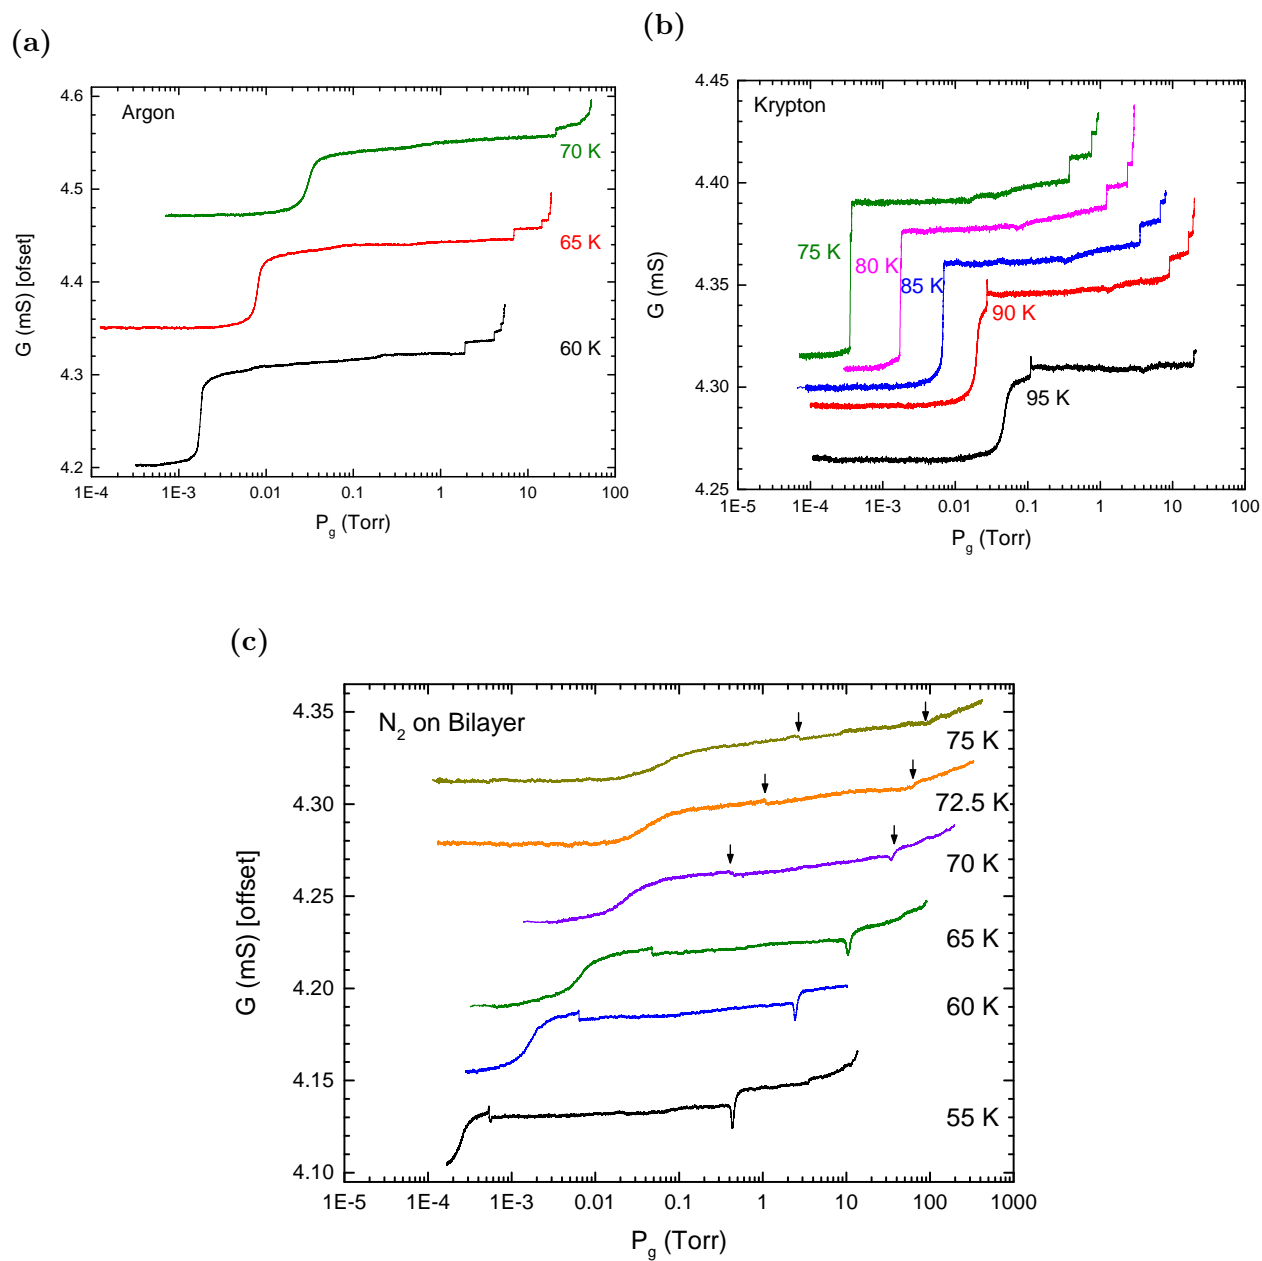 (a)
Argon
4.6
4.5
4.4
4.3
4.2
70 K
65 K
60 K
1E-4 1E-3 0.01 0.1 1 10 100
G (mS) [ofset]
P_g (Torr)
(b)
Krypton
4.45
4.40
4.35
4.30
4.25
75 K
80 K
85 K
90 K
95 K
1E-5 1E-4 1E-3 0.01 0.1 1 10 100
G (mS)
P_g (Torr)
(c)
N_2 on Bilayer
4.35
4.30
4.25
4.20
4.15
4.10
75 K
72.5 K
70 K
65 K
60 K
55 K
1E-5 1E-4 1E-3 0.01 0.1 1 10 100 1000
G (mS) [offset]
P_g (Torr)